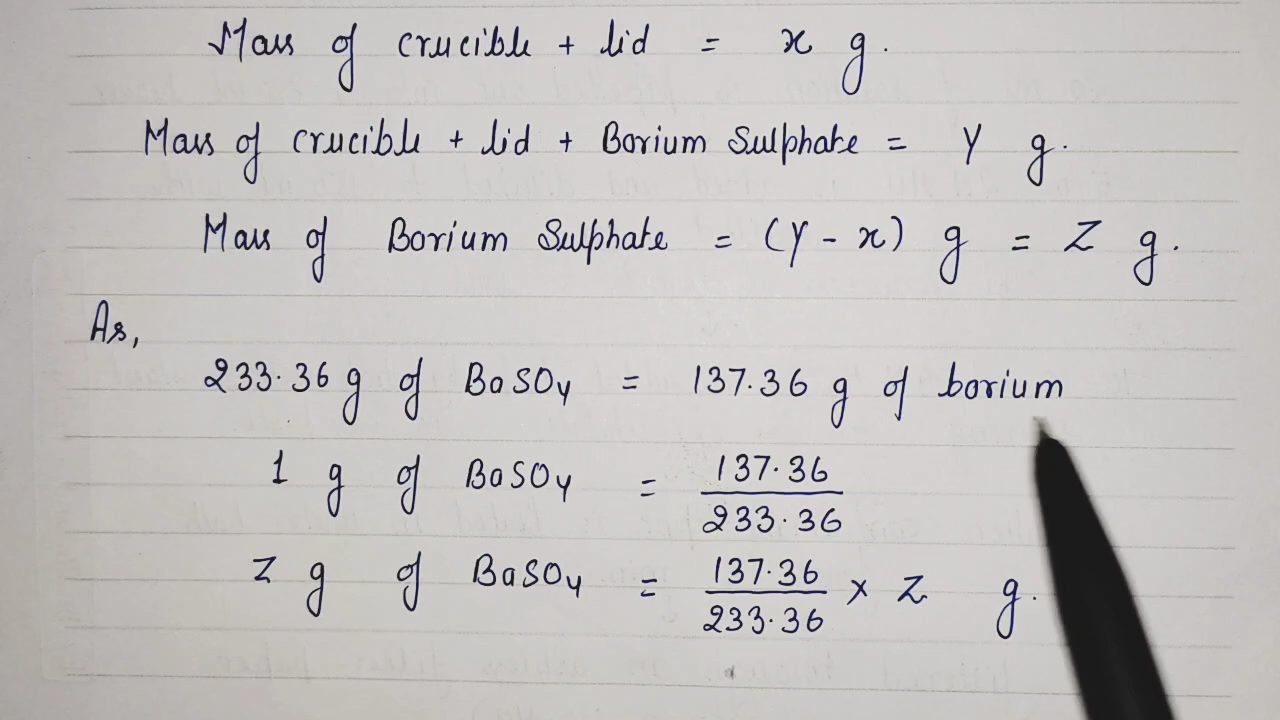 Mass of crucible + lid = x g.
Mass of crucible + lid + Barium Sulphate = Y g.
Mass of Barium Sulphate = (Y - x) g = Z g.
As,
233.36 g of BaSO4 = 137.36 g of barium
1 g of BaSO4 = 137.36 / 233.36
Z g of BaSO4 = 137.36 / 233.36 × Z g.